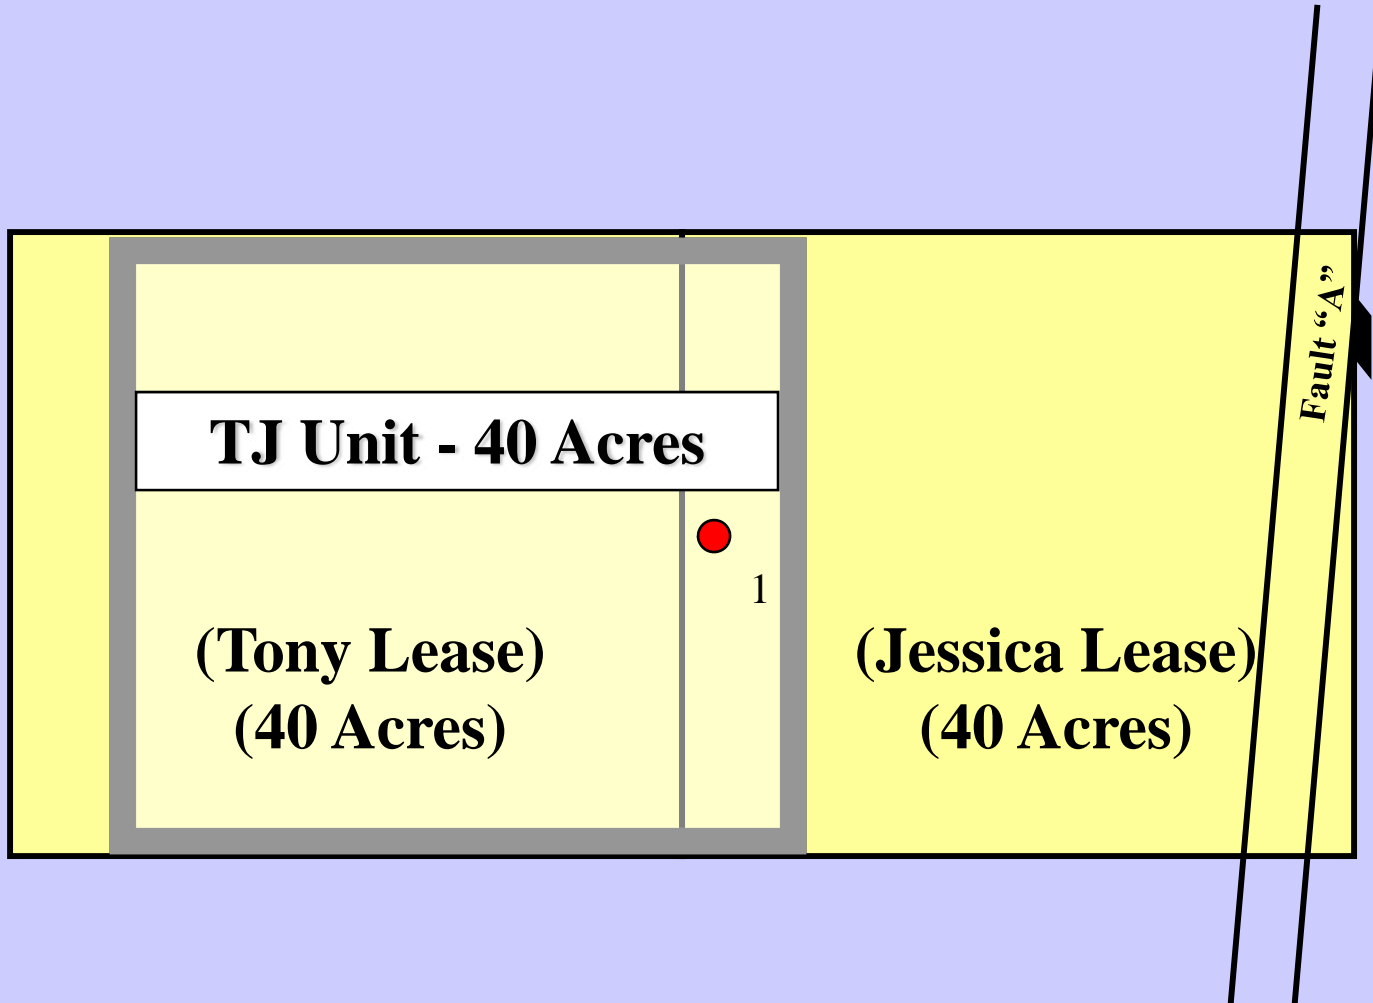 Fault “A”
TJ Unit - 40 Acres
1
(Tony Lease)
(40 Acres)
(Jessica Lease)
(40 Acres)